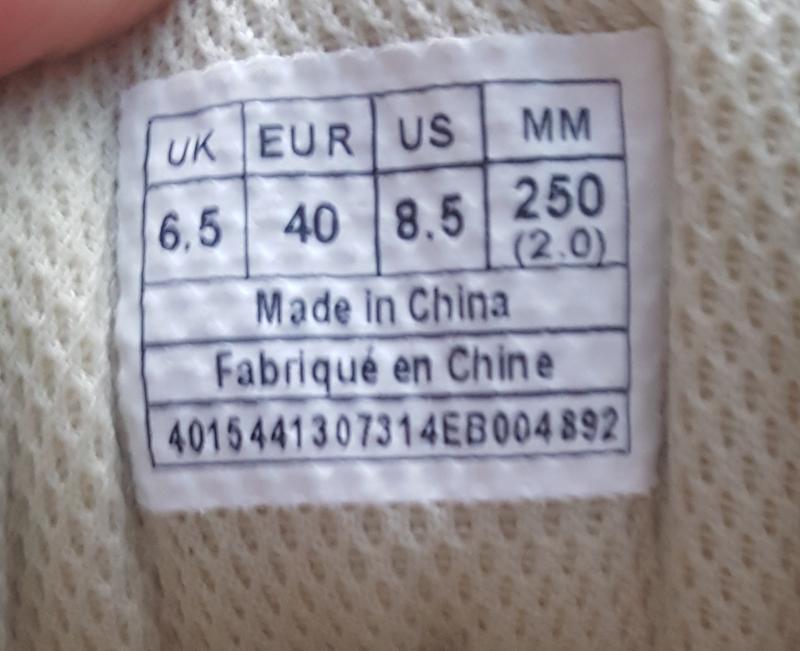 UK EUR US MM
6.5 40 8.5 250
(2.0)
Made in China
Fabriqué en Chine
4015441307314EB004892